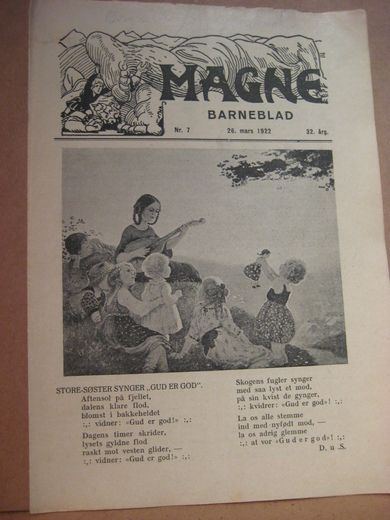 MAGNE
BARNEBLAD
Nr. 7 26. mars 1922 32. årg.
STORE-SØSTER SYNGER „GUD ER GOD".
Aftensol på fjellet,
dalens klare flod,
blomst i bakkeheldet
:,: vidner: «Gud er god!» :,:
Dagens timer skrider,
lysets gyldne flod
raskt mot vesten glider, —
:,: vidner: «Gud er god!» :,:
Skogens fugler synger
med saa lyst et mod,
på sin kvist de gynger,
:,: kvidrer: «Gud er god»! :,:
La os alle stemme
ind med nyfødt mod, —
la os adrig glemme
:,: at vor «Gud er god»! :,:
D. u S.